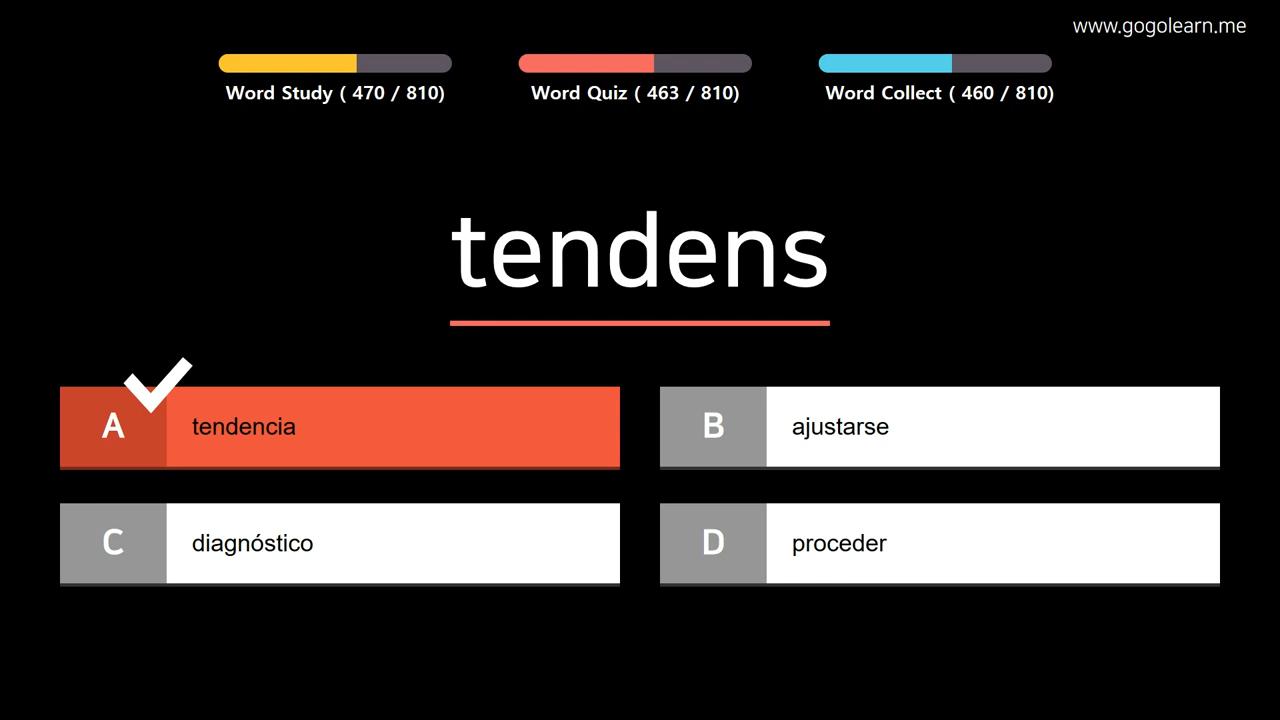 www.gogolearn.me
Word Study ( 470 / 810)
Word Quiz ( 463 / 810)
Word Collect ( 460 / 810)
tendens
A tendencia
B ajustarse
C diagnóstico
D proceder